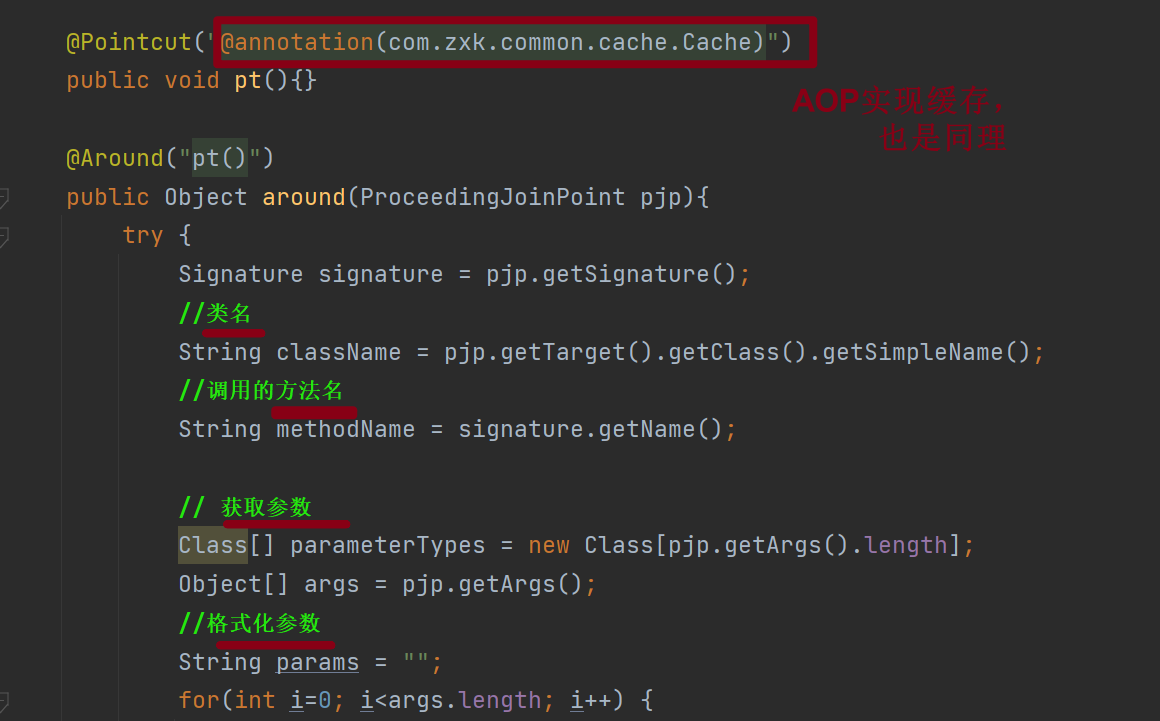 @Pointcut("@annotation(com.zxk.common.cache.Cache)")
public void pt(){}
AOP实现缓存，
也是同理
@Around("pt()")
public Object around(ProceedingJoinPoint pjp){
try {
Signature signature = pjp.getSignature();
//类名
String className = pjp.getTarget().getClass().getSimpleName();
//调用的方法名
String methodName = signature.getName();
// 获取参数
Class[] parameterTypes = new Class[pjp.getArgs().length];
Object[] args = pjp.getArgs();
//格式化参数
String params = "";
for(int i=0; i<args.length; i++) {